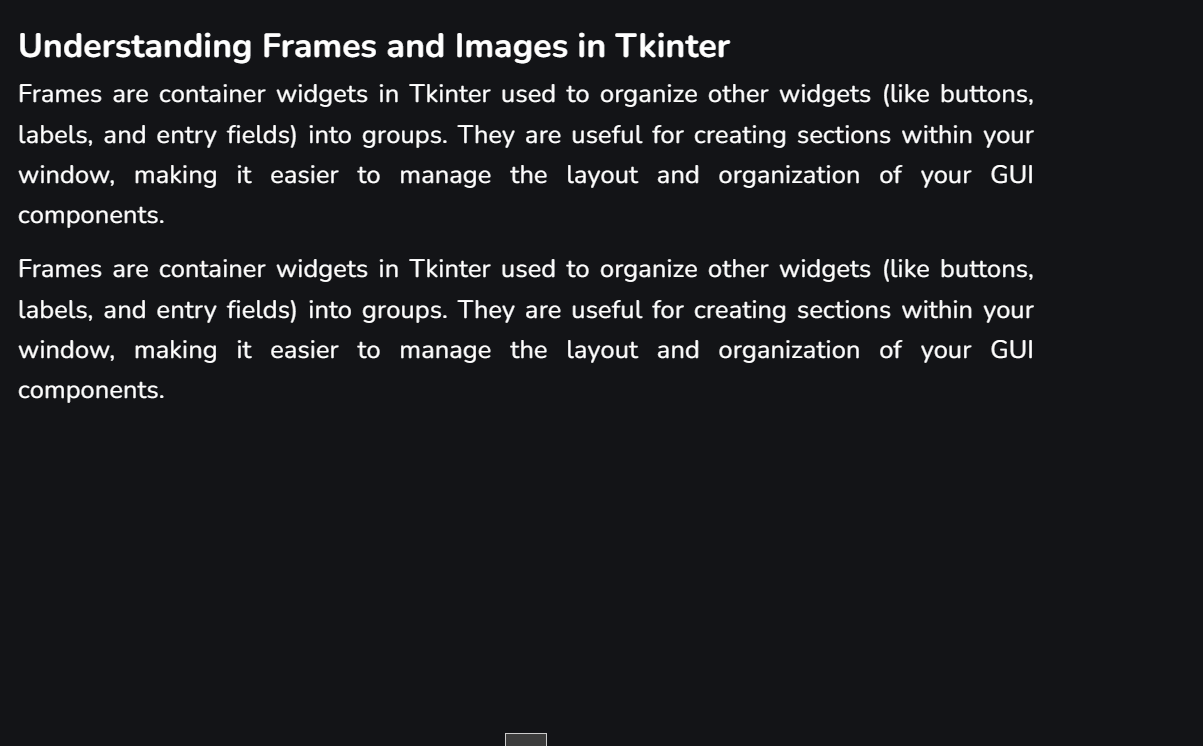 Understanding Frames and Images in Tkinter
Frames are container widgets in Tkinter used to organize other widgets (like buttons,
labels, and entry fields) into groups. They are useful for creating sections within your
window, making it easier to manage the layout and organization of your GUI
components.
Frames are container widgets in Tkinter used to organize other widgets (like buttons,
labels, and entry fields) into groups. They are useful for creating sections within your
window, making it easier to manage the layout and organization of your GUI
components.